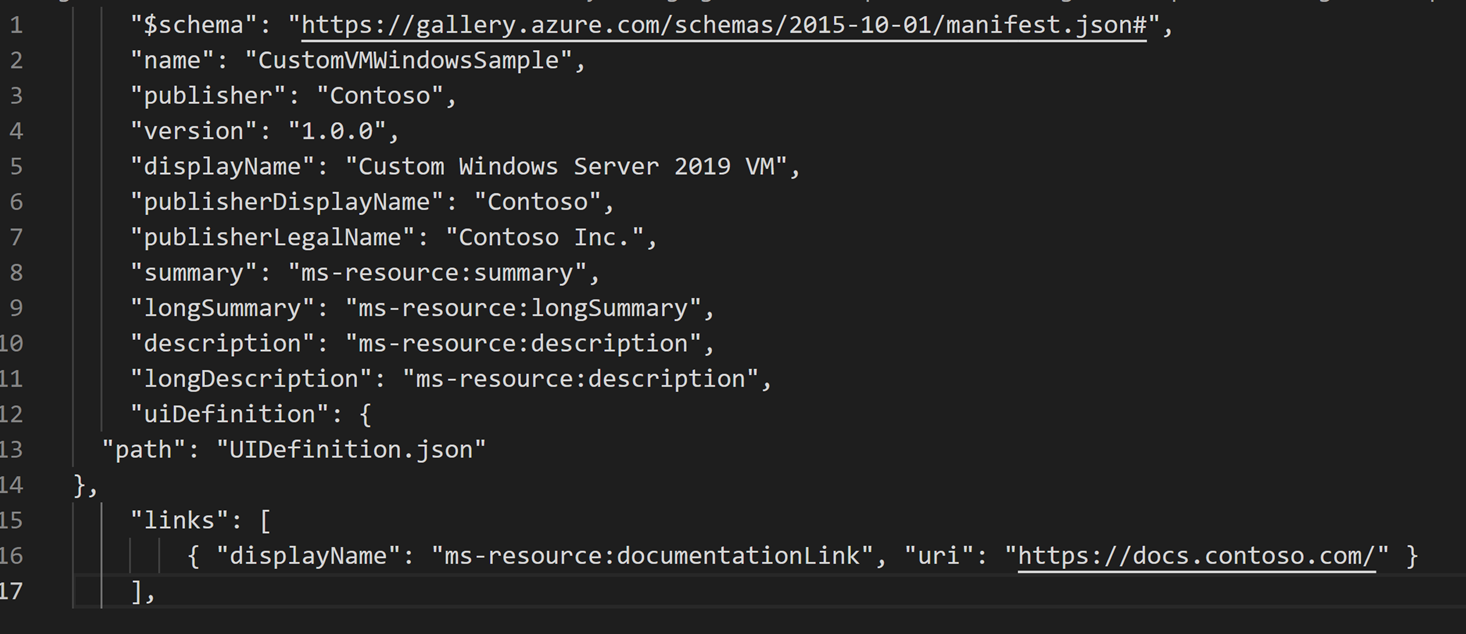 1 "$schema": "https://gallery.azure.com/schemas/2015-10-01/manifest.json#",
2 "name": "CustomVMWindowsSample",
3 "publisher": "Contoso",
4 "version": "1.0.0",
5 "displayName": "Custom Windows Server 2019 VM",
6 "publisherDisplayName": "Contoso",
7 "publisherLegalName": "Contoso Inc.",
8 "summary": "ms-resource:summary",
9 "longSummary": "ms-resource:longSummary",
10 "description": "ms-resource:description",
11 "longDescription": "ms-resource:description",
12 "uiDefinition": {
13 "path": "UIDefinition.json"
14 },
15 "links": [
16 { "displayName": "ms-resource:documentationLink", "uri": "https://docs.contoso.com/" }
17 ],